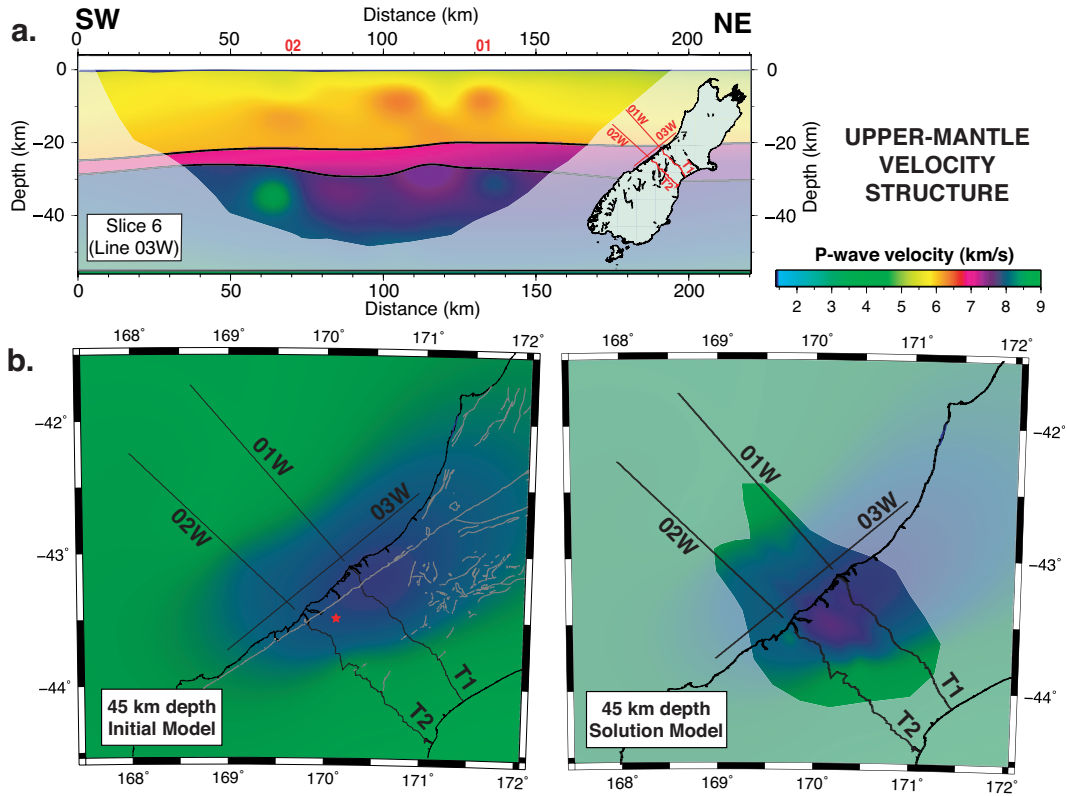 a.
SW
Distance (km)
NE
0 50 02 100 01 150 200
0
−20
−40
Depth (km)
0
−20
−40
Depth (km)
Slice 6
(Line 03W)
01W
02W
03W
T1
T2
0 50 100 150 200
Distance (km)
UPPER-MANTLE
VELOCITY
STRUCTURE
P-wave velocity (km/s)
2 3 4 5 6 7 8 9
b.
168° 169° 170° 171° 172°
−42°
−43°
−44°
01W
02W
03W
T1
T2
45 km depth
Initial Model
168° 169° 170° 171° 172°
168° 169° 170° 171° 172°
−42°
−43°
−44°
01W
02W
03W
T1
T2
45 km depth
Solution Model
168° 169° 170° 171° 172°